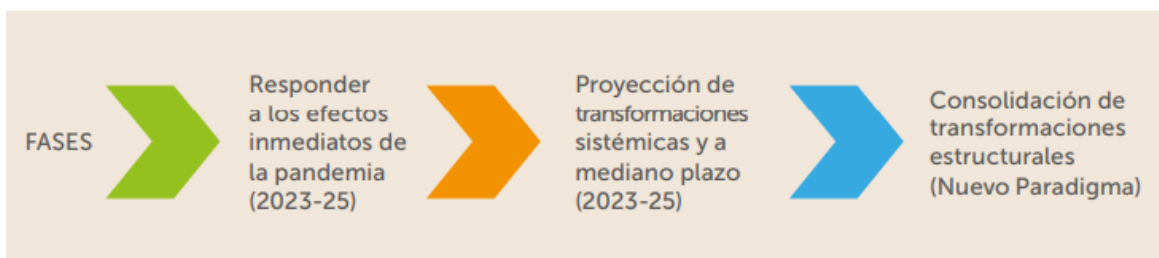 FASES
Responder
a los efectos
inmediatos de
la pandemia
(2023-25)
Proyección de
transformaciones
sistémicas y a
mediano plazo
(2023-25)
Consolidación de
transformaciones
estructurales
(Nuevo Paradigma)